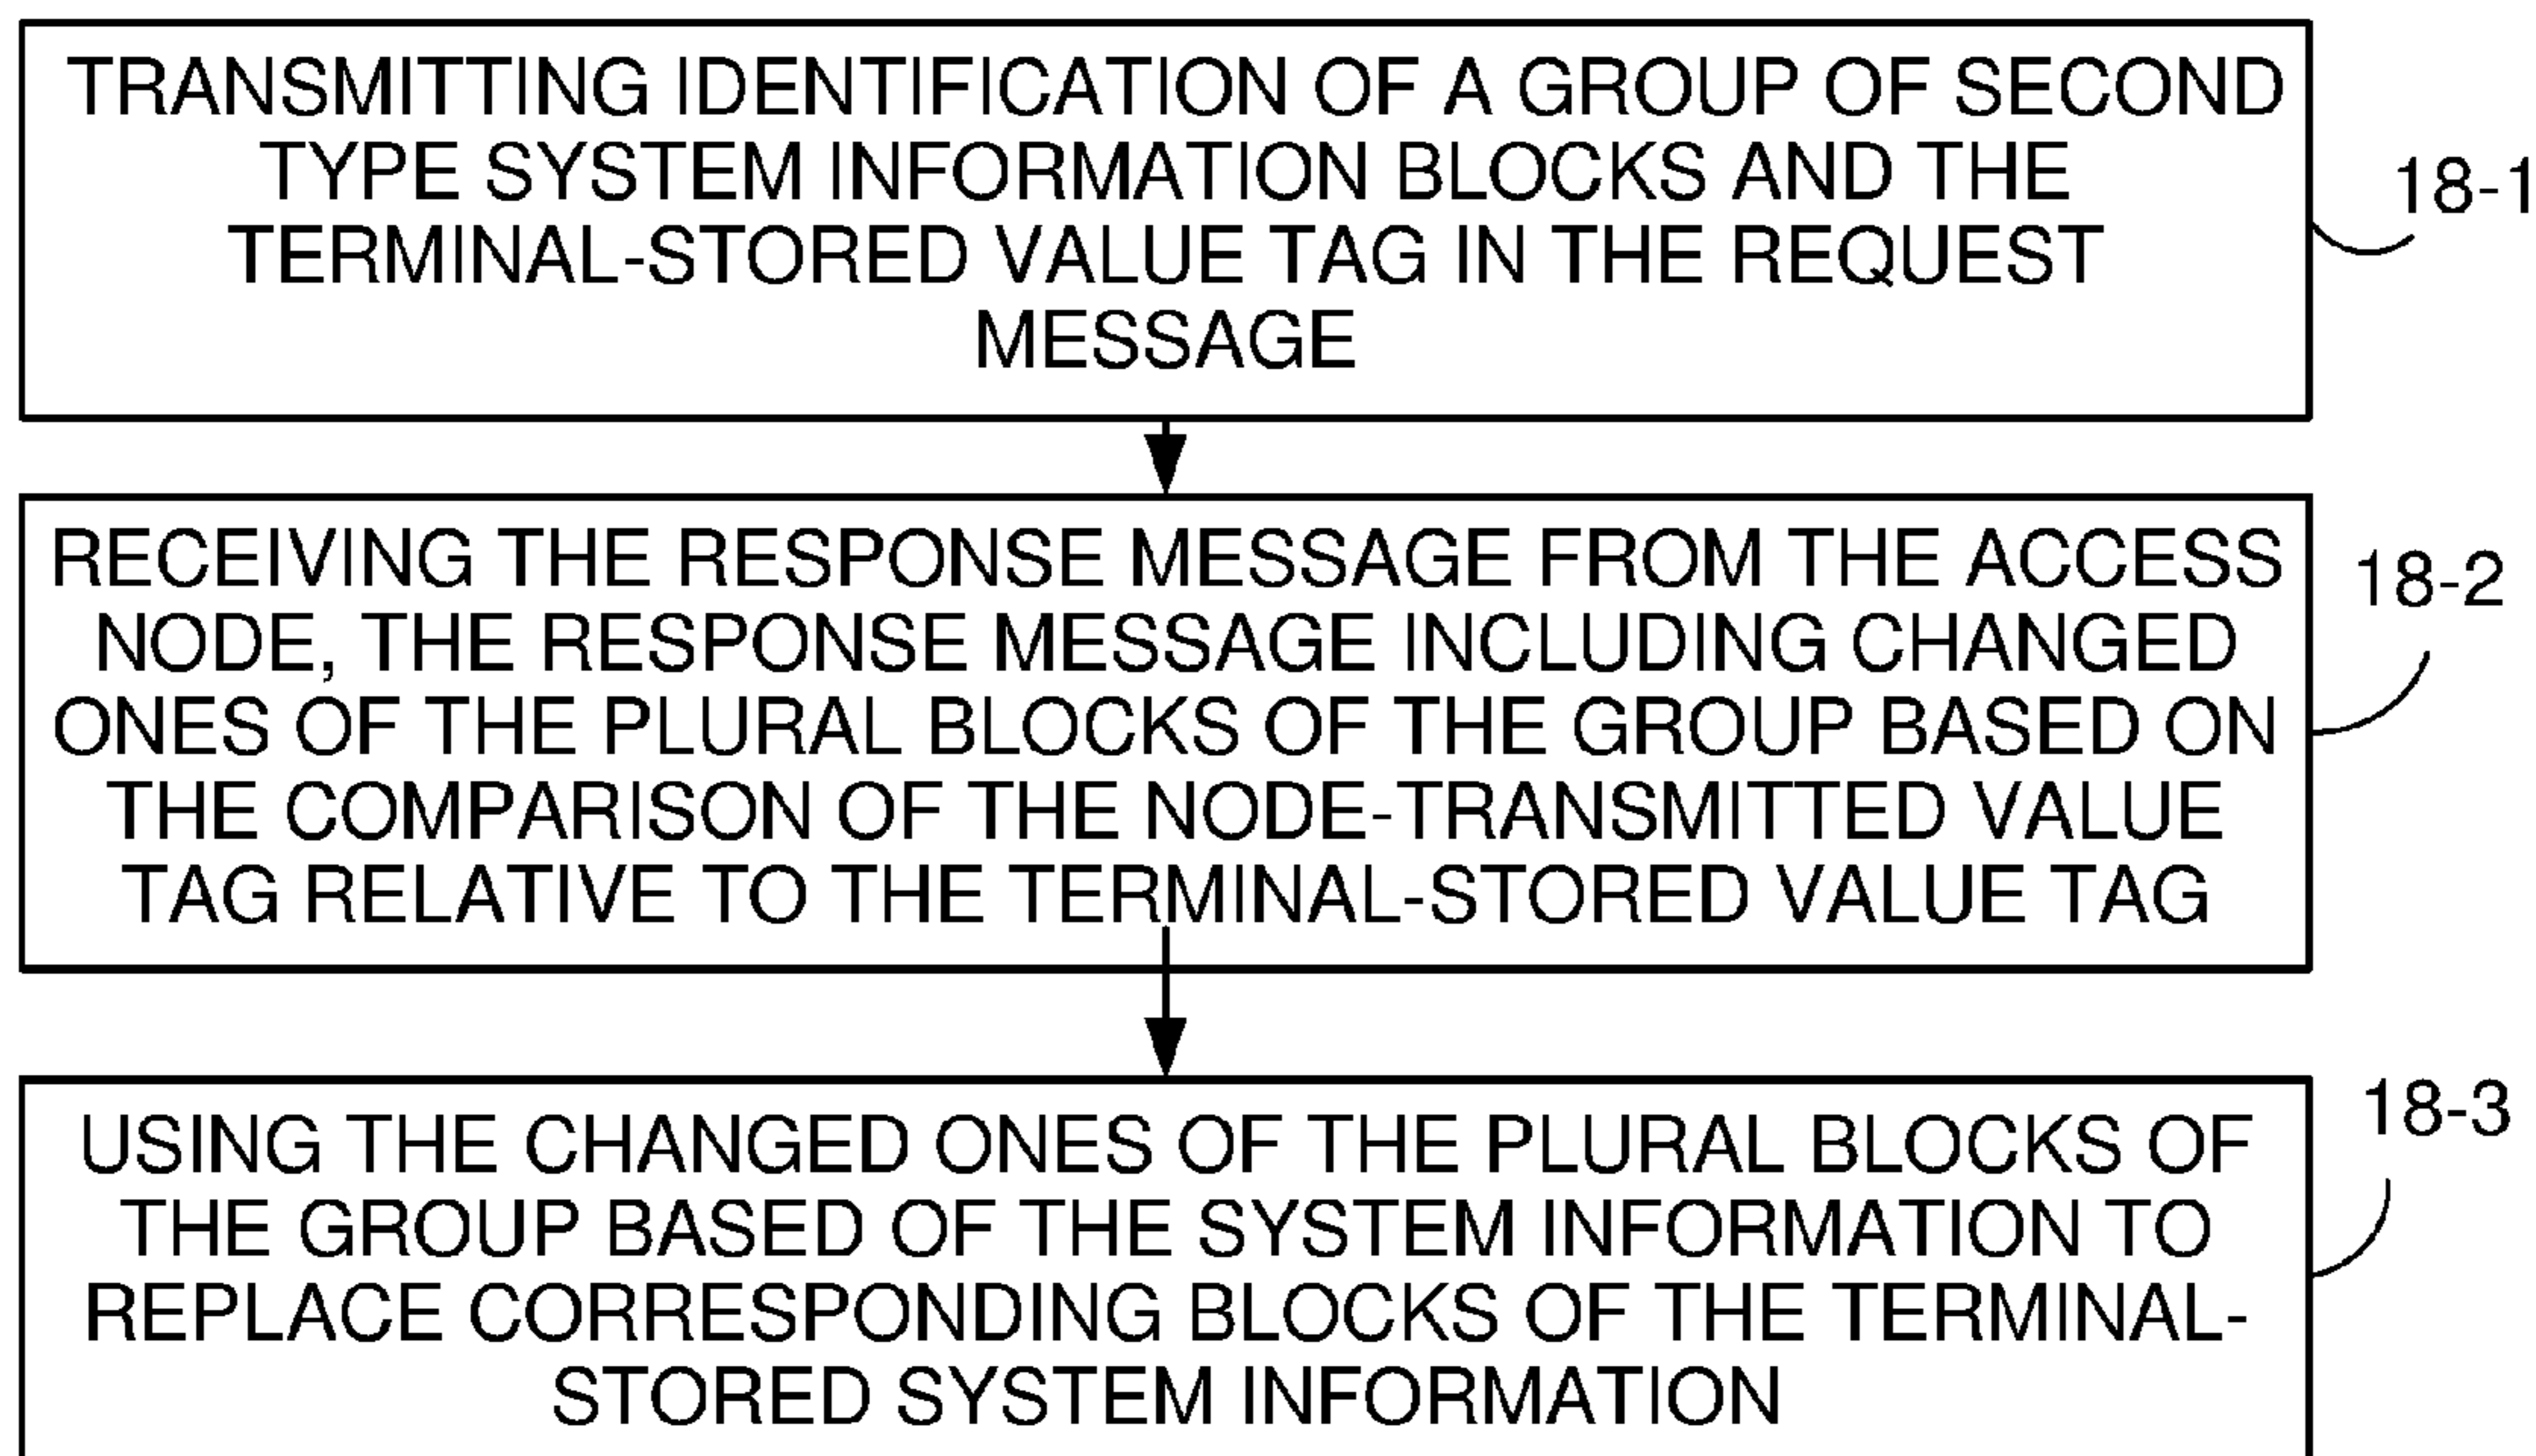 TRANSMITTING IDENTIFICATION OF A GROUP OF SECOND
TYPE SYSTEM INFORMATION BLOCKS AND THE
TERMINAL-STORED VALUE TAG IN THE REQUEST
MESSAGE
18-1
RECEIVING THE RESPONSE MESSAGE FROM THE ACCESS
NODE, THE RESPONSE MESSAGE INCLUDING CHANGED
ONES OF THE PLURAL BLOCKS OF THE GROUP BASED ON
THE COMPARISON OF THE NODE-TRANSMITTED VALUE
TAG RELATIVE TO THE TERMINAL-STORED VALUE TAG
18-2
USING THE CHANGED ONES OF THE PLURAL BLOCKS OF
THE GROUP BASED OF THE SYSTEM INFORMATION TO
REPLACE CORRESPONDING BLOCKS OF THE TERMINAL-
STORED SYSTEM INFORMATION
18-3